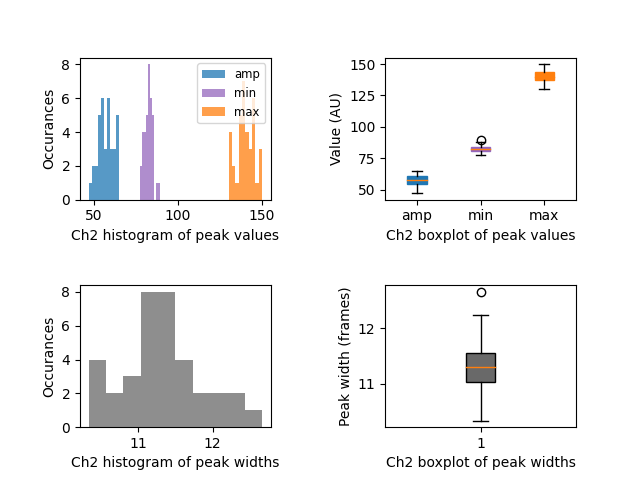 8
6
4
2
0
Occurances
amp
min
max
50
100
150
Ch2 histogram of peak values
150
125
100
75
50
Value (AU)
amp
min
max
Ch2 boxplot of peak values
8
6
4
2
0
Occurances
11
12
Ch2 histogram of peak widths
12
11
Peak width (frames)
1
Ch2 boxplot of peak widths